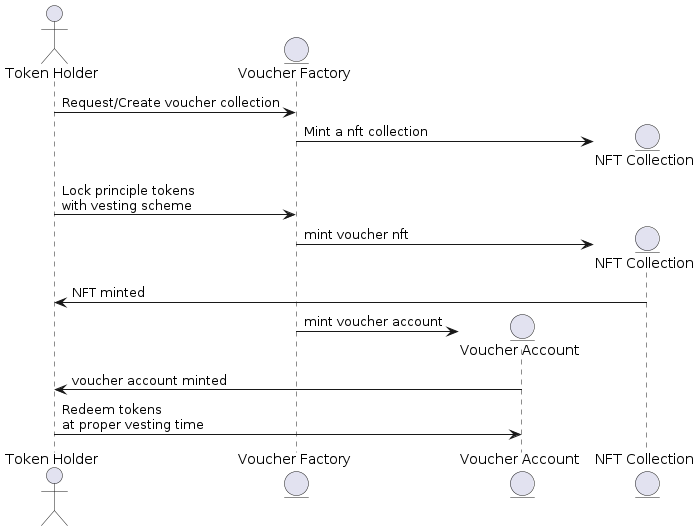 Token Holder
Voucher Factory
Request/Create voucher collection
Mint a nft collection
NFT Collection
Lock principle tokens
with vesting scheme
mint voucher nft
NFT Collection
NFT minted
mint voucher account
Voucher Account
voucher account minted
Redeem tokens
at proper vesting time
Token Holder
Voucher Factory
Voucher Account
NFT Collection